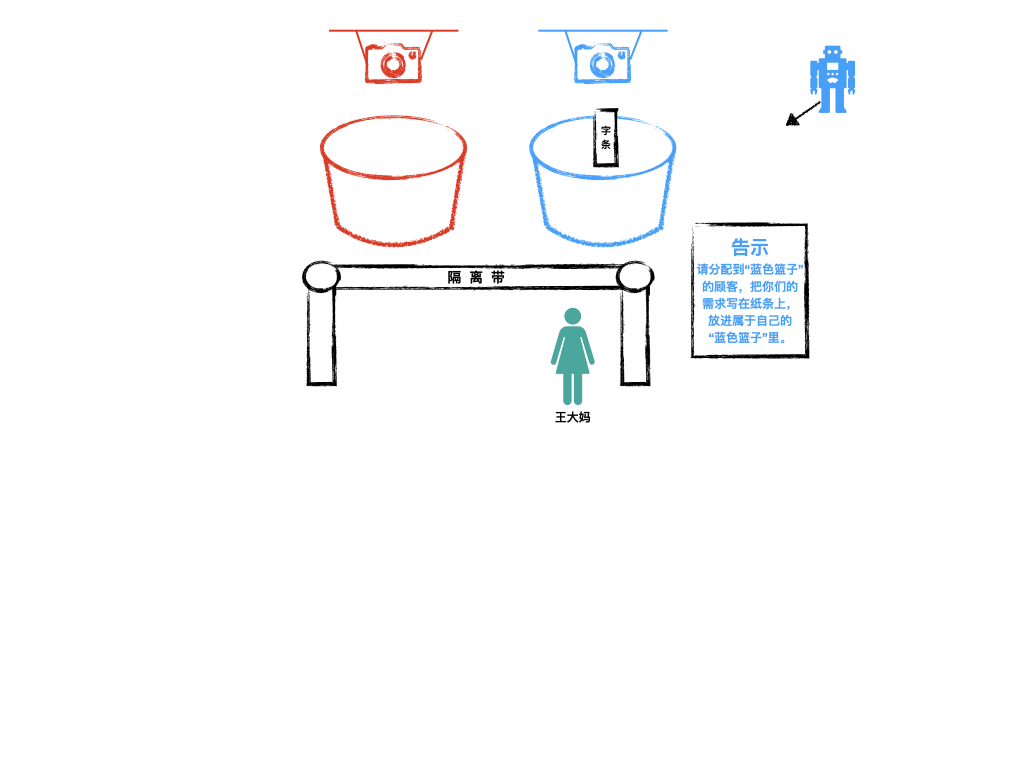 字
条
隔离带
告示
请分配到“蓝色篮子”
的顾客，把你们的
需求写在纸条上，
放进属于自己的
“蓝色篮子”里。
王大妈